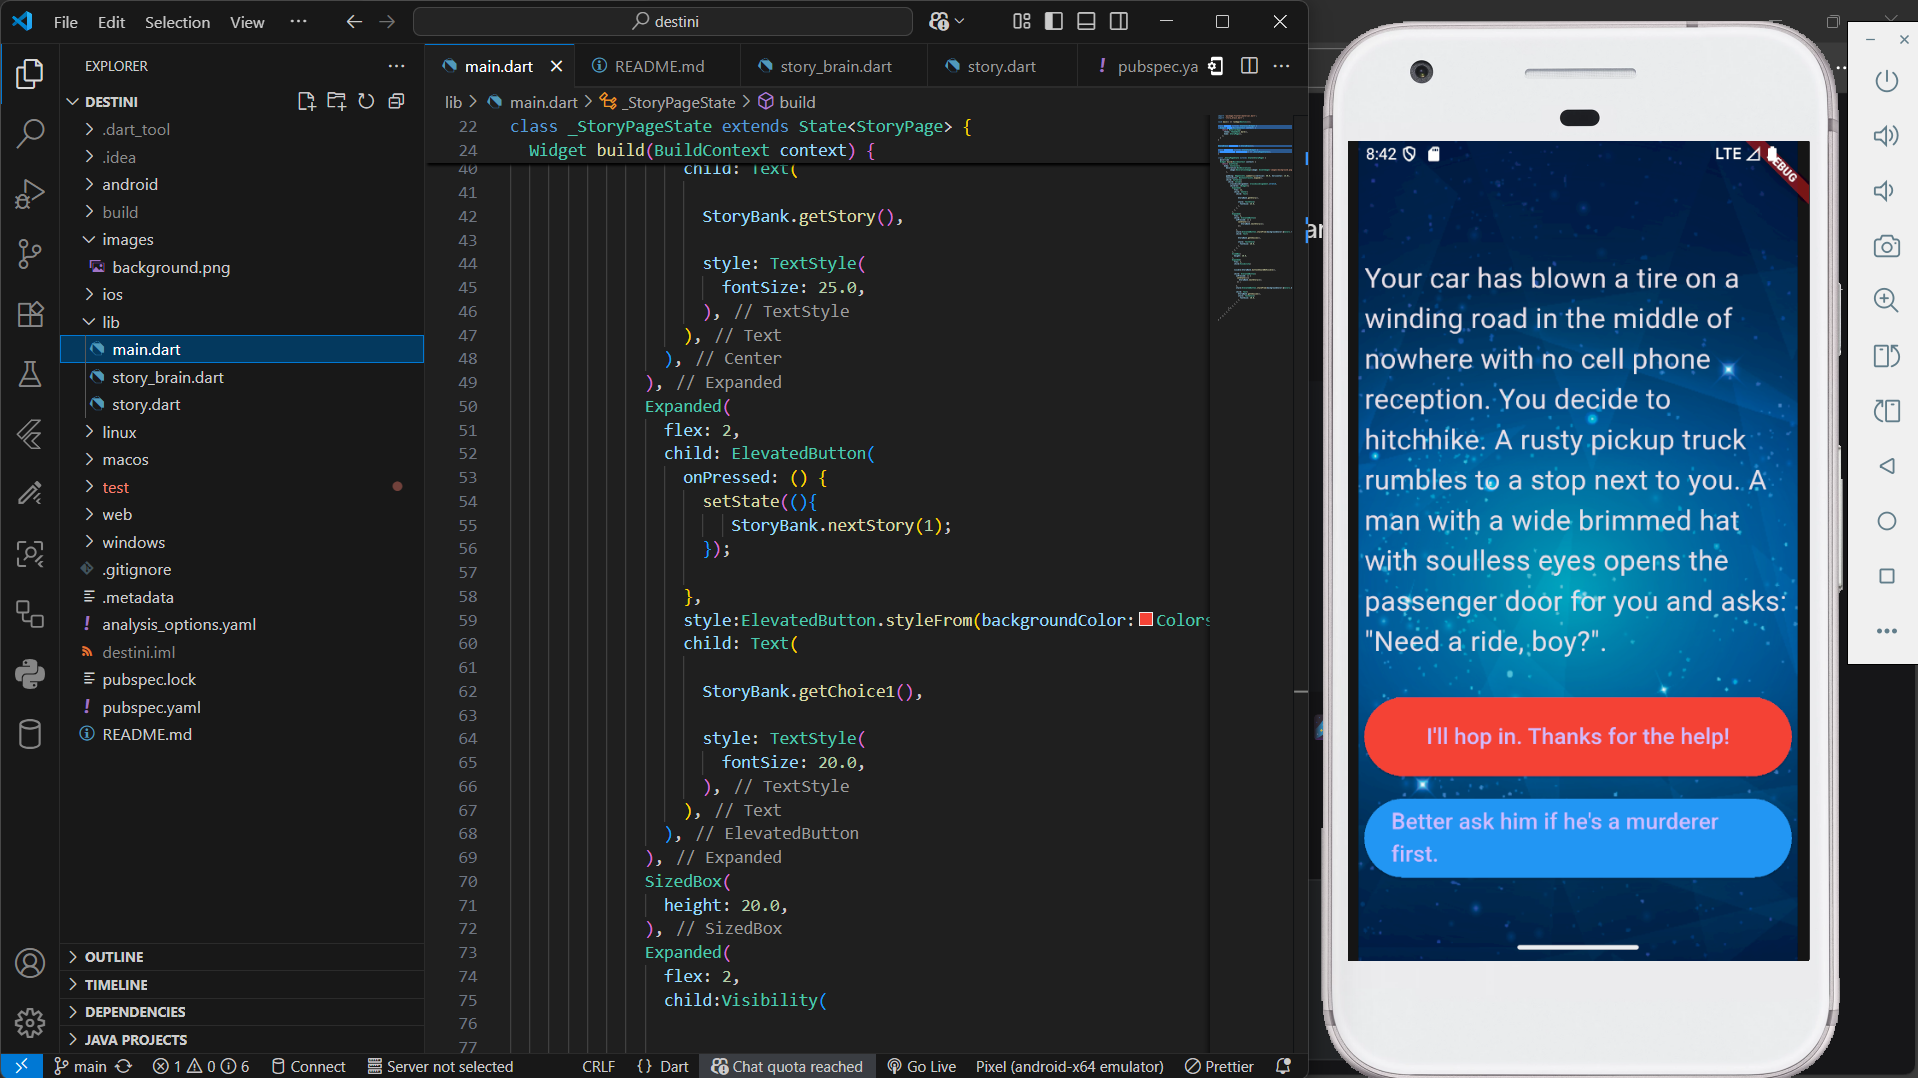 File Edit Selection View ... destini
EXPLORER
DESTINI
.dart_tool
.idea
android
build
images
background.png
ios
lib
main.dart
story_brain.dart
story.dart
linux
macos
test
web
windows
.gitignore
.metadata
! analysis_options.yaml
destini.iml
pubspec.lock
! pubspec.yaml
README.md
OUTLINE
TIMELINE
DEPENDENCIES
JAVA PROJECTS
main.dart README.md story_brain.dart story.dart ! pubspec.ya
lib > main.dart > _StoryPageState > build
22 class _StoryPageState extends State<StoryPage> {
24 Widget build(BuildContext context) {
40 child: Text(
41
42 StoryBank.getStory(),
43
44 style: TextStyle(
45 fontSize: 25.0,
46 ), // TextStyle
47 ), // Text
48 ), // Center
49 ), // Expanded
50 Expanded(
51 flex: 2,
52 child: ElevatedButton(
53 onPressed: () {
54 setState((){
55 StoryBank.nextStory(1);
56 });
57
58 },
59 style:ElevatedButton.styleFrom(backgroundColor: Colors
60 child: Text(
61
62 StoryBank.getChoice1(),
63
64 style: TextStyle(
65 fontSize: 20.0,
66 ), // TextStyle
67 ), // Text
68 ), // ElevatedButton
69 ), // Expanded
70 SizedBox(
71 height: 20.0,
72 ), // SizedBox
73 Expanded(
74 flex: 2,
75 child:Visibility(
76
77
main 1 0 6 Connect Server not selected CRLF {} Dart Chat quota reached Go Live Pixel (android-x64 emulator) Prettier
8:42 LTE
DEBUG
Your car has blown a tire on a
winding road in the middle of
nowhere with no cell phone
reception. You decide to
hitchhike. A rusty pickup truck
rumbles to a stop next to you. A
man with a wide brimmed hat
with soulless eyes opens the
passenger door for you and asks:
"Need a ride, boy?".
I'll hop in. Thanks for the help!
Better ask him if he's a murderer
first.